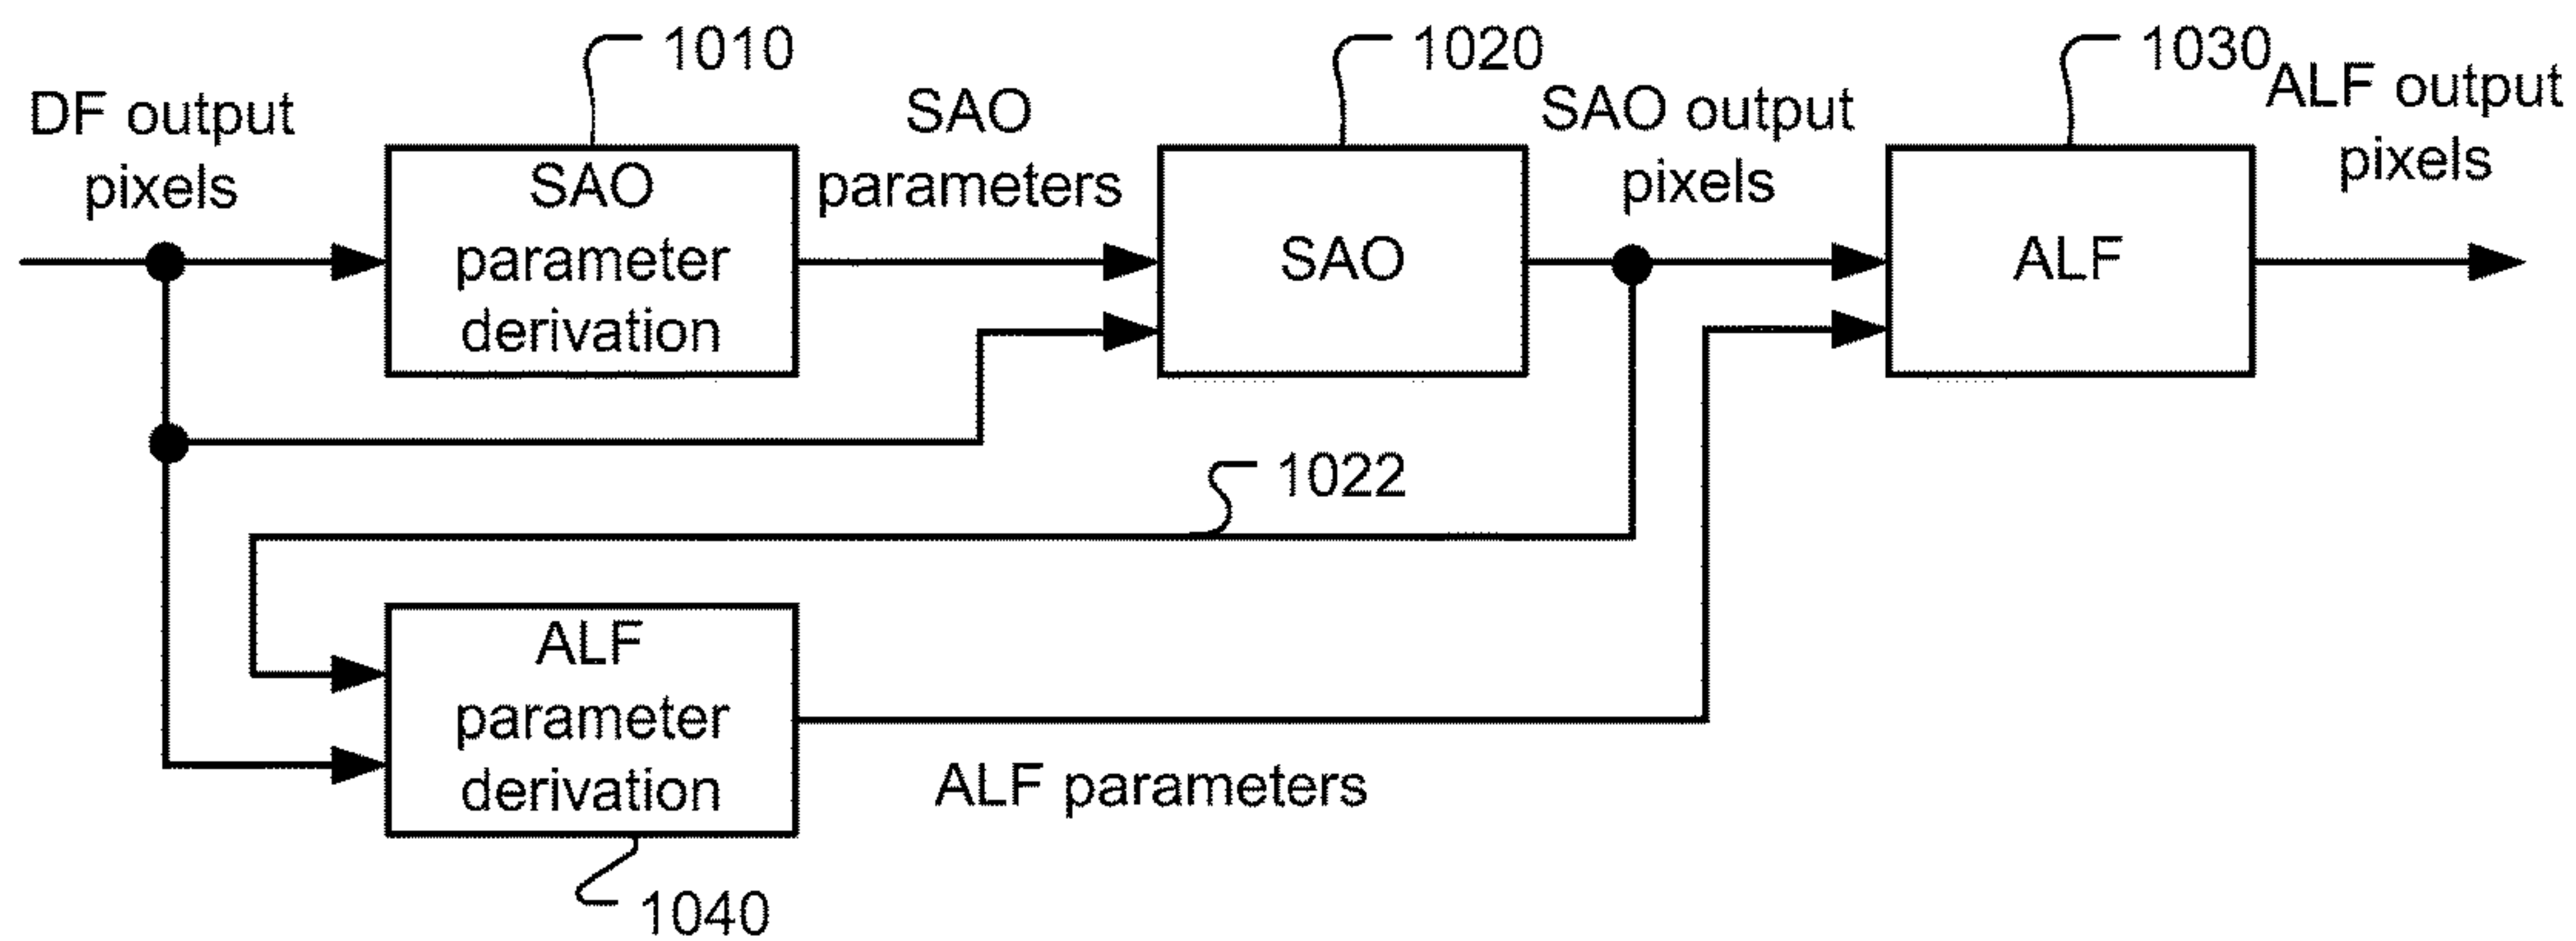 1010
1020
1030
DF output
pixels
SAO
parameter
derivation
SAO
parameters
SAO
SAO output
pixels
ALF
ALF output
pixels
1022
ALF
parameter
derivation
ALF parameters
1040